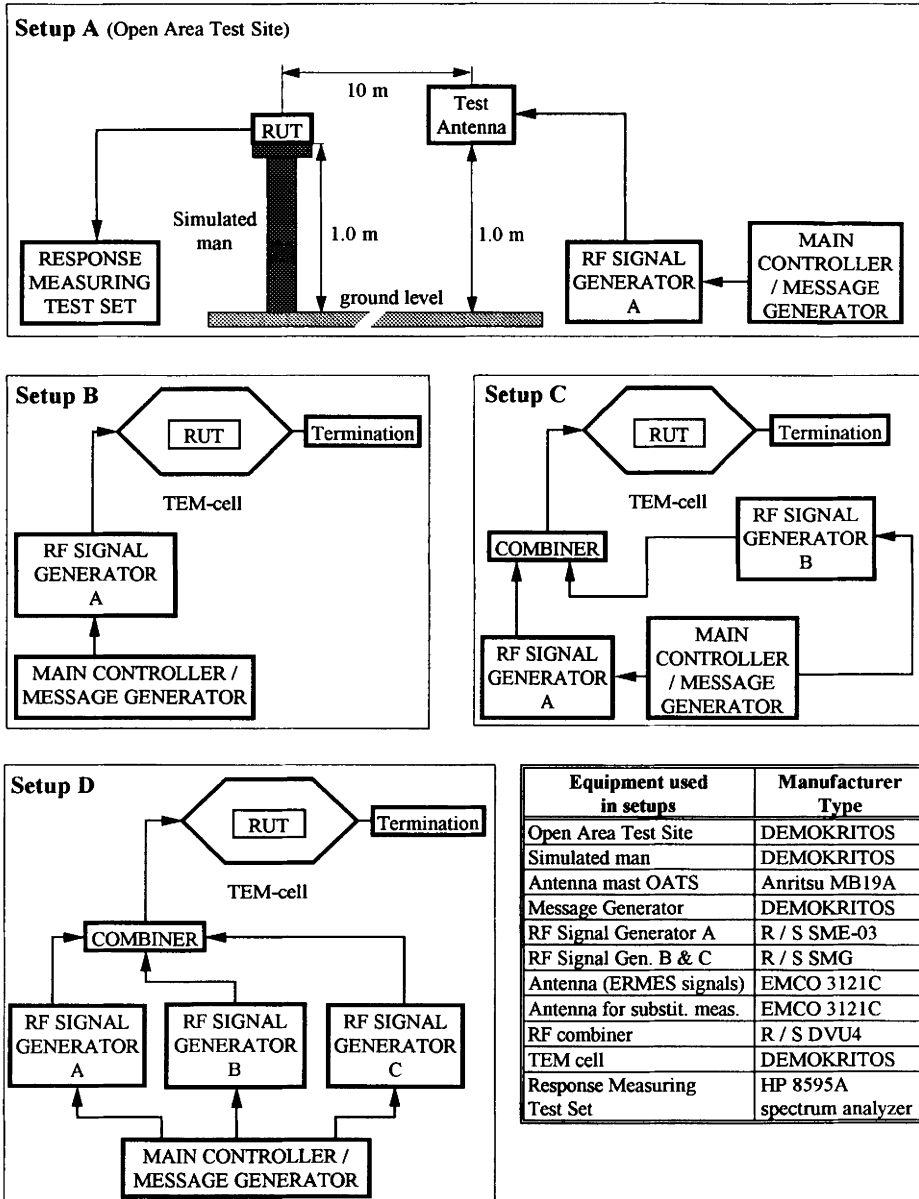 Setup A (Open Area Test Site)
10 m
Test
Antenna
RUT
Simulated
man
1.0 m
1.0 m
RESPONSE
MEASURING
TEST SET
ground level
RF SIGNAL
GENERATOR
A
MAIN
CONTROLLER
/ MESSAGE
GENERATOR
Setup B
RUT
Termination
TEM-cell
RF SIGNAL
GENERATOR
A
MAIN CONTROLLER /
MESSAGE GENERATOR
Setup C
RUT
Termination
TEM-cell
COMBINER
RF SIGNAL
GENERATOR
B
RF SIGNAL
GENERATOR
A
MAIN
CONTROLLER
/ MESSAGE
GENERATOR
Setup D
RUT
Termination
TEM-cell
COMBINER
RF SIGNAL
GENERATOR
A
RF SIGNAL
GENERATOR
B
RF SIGNAL
GENERATOR
C
MAIN CONTROLLER /
MESSAGE GENERATOR
Equipment used in setups Manufacturer Type
Open Area Test Site DEMOKRITOS
Simulated man DEMOKRITOS
Antenna mast OATS Anritsu MB19A
Message Generator DEMOKRITOS
RF Signal Generator A R / S SME-03
RF Signal Gen. B & C R / S SMG
Antenna (ERMES signals) EMCO 3121C
Antenna for substit. meas. EMCO 3121C
RF combiner R / S DVU4
TEM cell DEMOKRITOS
Response Measuring HP 8595A
Test Set spectrum analyzer